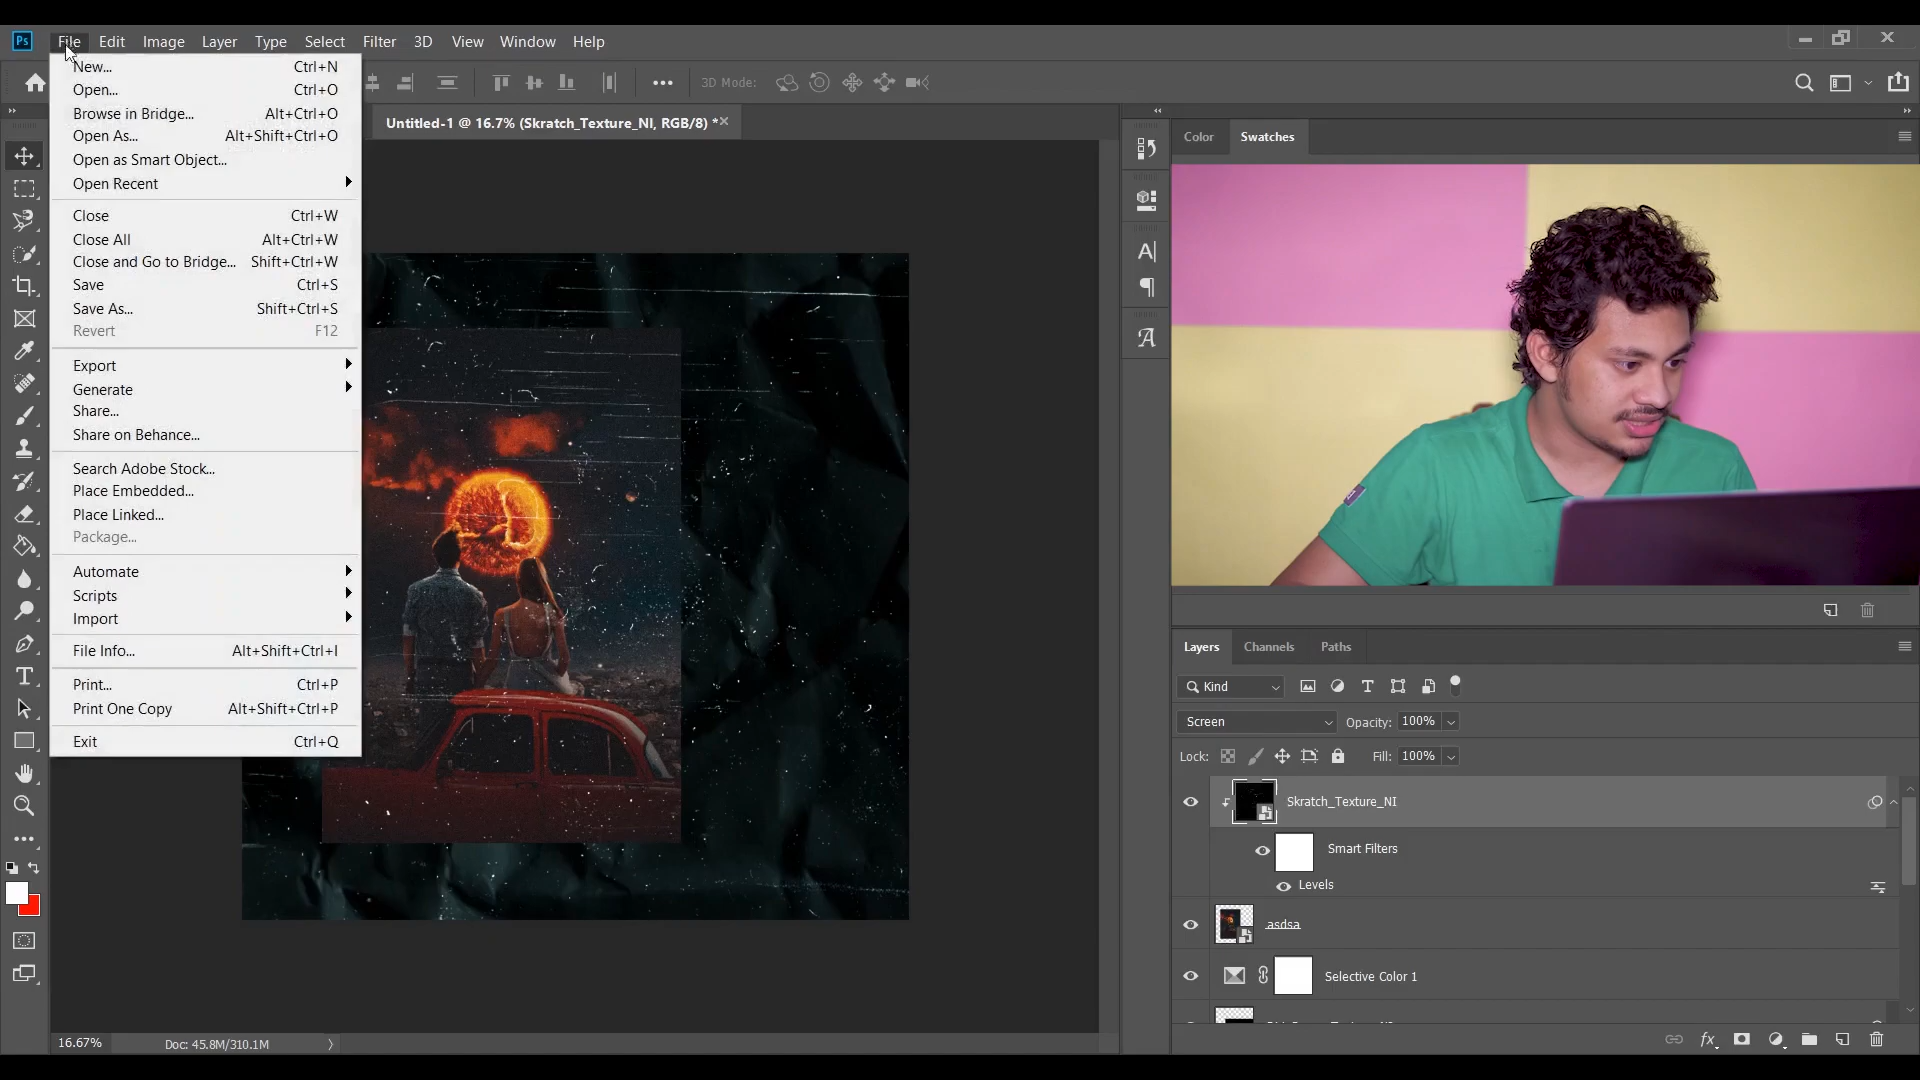 Ps File Edit Image Layer Type Select Filter 3D View Window Help
3D Mode:
Untitled-1 @ 16.7% (Skratch_Texture_NI, RGB/8) *
New... Ctrl+N
Open... Ctrl+O
Browse in Bridge... Alt+Ctrl+O
Open As... Alt+Shift+Ctrl+O
Open as Smart Object...
Open Recent
Close Ctrl+W
Close All Alt+Ctrl+W
Close and Go to Bridge... Shift+Ctrl+W
Save Ctrl+S
Save As... Shift+Ctrl+S
Revert F12
Export
Generate
Share...
Share on Behance...
Search Adobe Stock...
Place Embedded...
Place Linked...
Package...
Automate
Scripts
Import
File Info... Alt+Shift+Ctrl+I
Print... Ctrl+P
Print One Copy Alt+Shift+Ctrl+P
Exit Ctrl+Q
16.67% Doc: 45.8M/310.1M
Color Swatches
Layers Channels Paths
Kind
Screen Opacity: 100%
Lock: Fill: 100%
Skratch_Texture_NI
Smart Filters
Levels
asdsa
Selective Color 1
fx